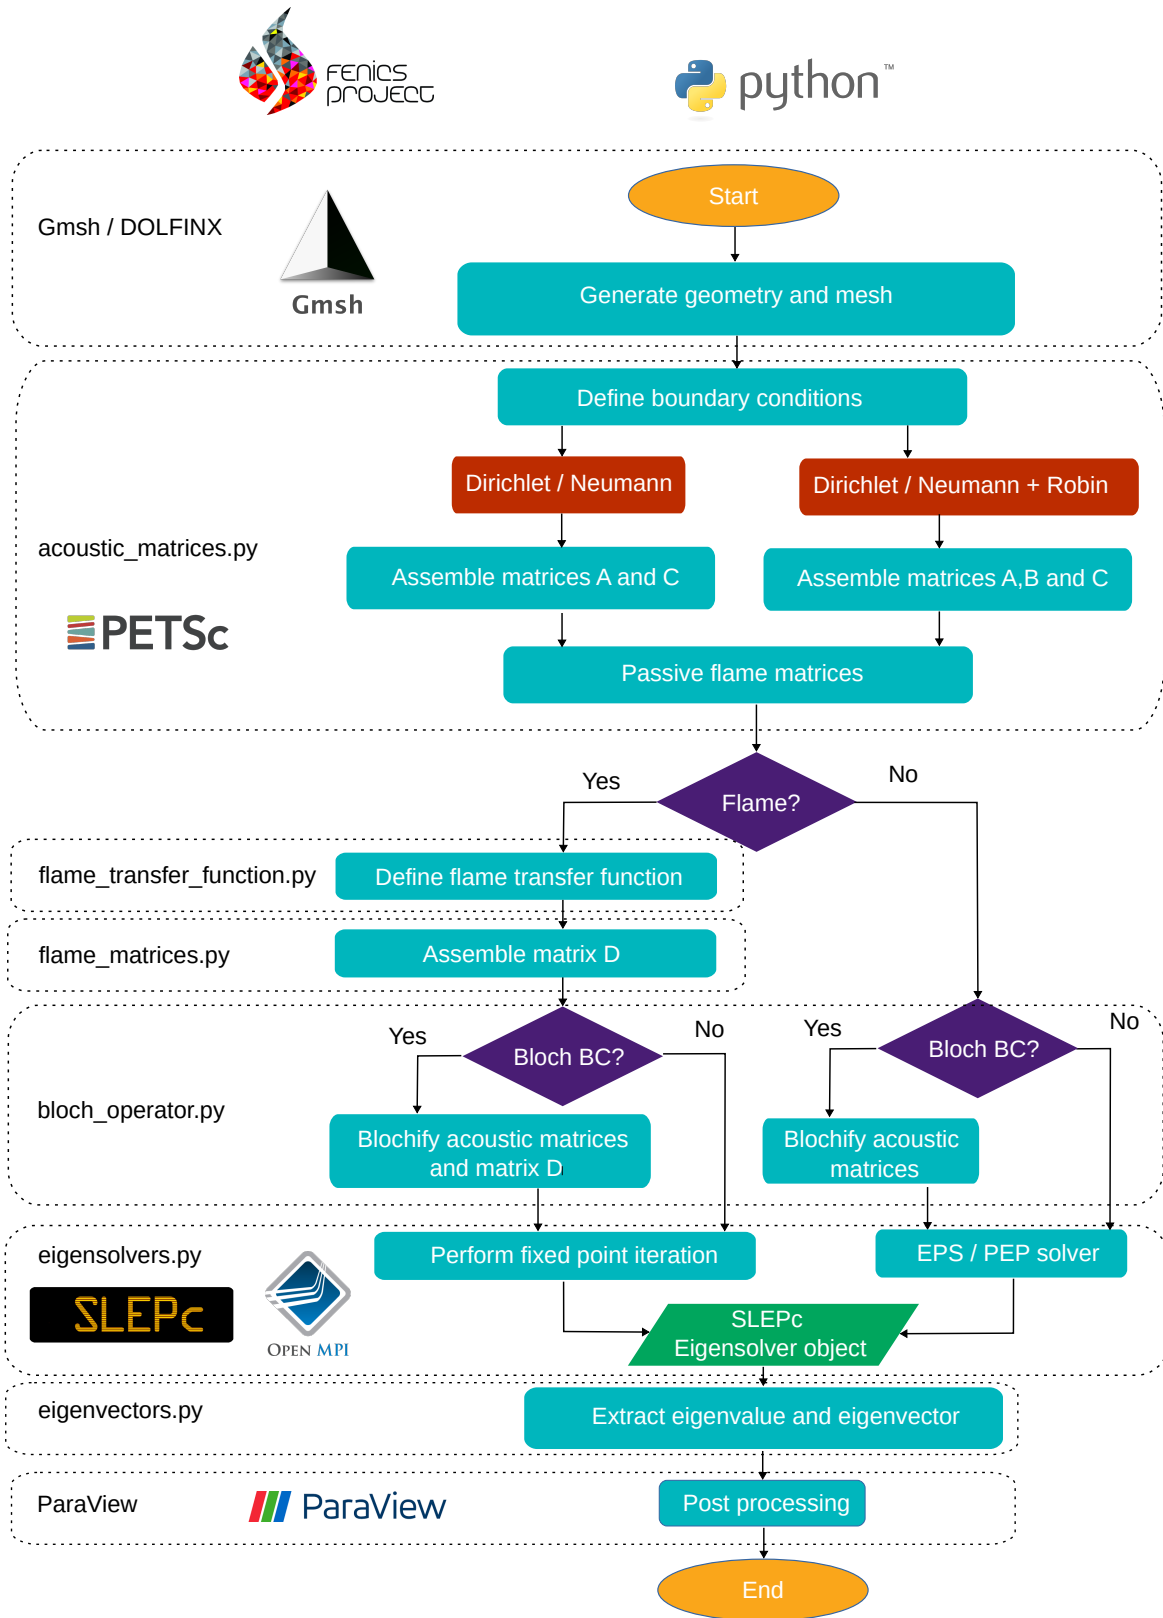 FENICS
PROJECT
python™
Start
Gmsh / DOLFINX
Gmsh
Generate geometry and mesh
Define boundary conditions
Dirichlet / Neumann
Dirichlet / Neumann + Robin
acoustic_matrices.py
Assemble matrices A and C
Assemble matrices A,B and C
PETSc
Passive flame matrices
Flame?
Yes
No
flame_transfer_function.py
Define flame transfer function
flame_matrices.py
Assemble matrix D
Yes
Bloch BC?
No
Yes
Bloch BC?
No
bloch_operator.py
Blochify acoustic matrices
and matrix D
Blochify acoustic
matrices
eigensolvers.py
Perform fixed point iteration
EPS / PEP solver
SLEPc
OPEN MPI
SLEPc
Eigensolver object
eigenvectors.py
Extract eigenvalue and eigenvector
ParaView
ParaView
Post processing
End